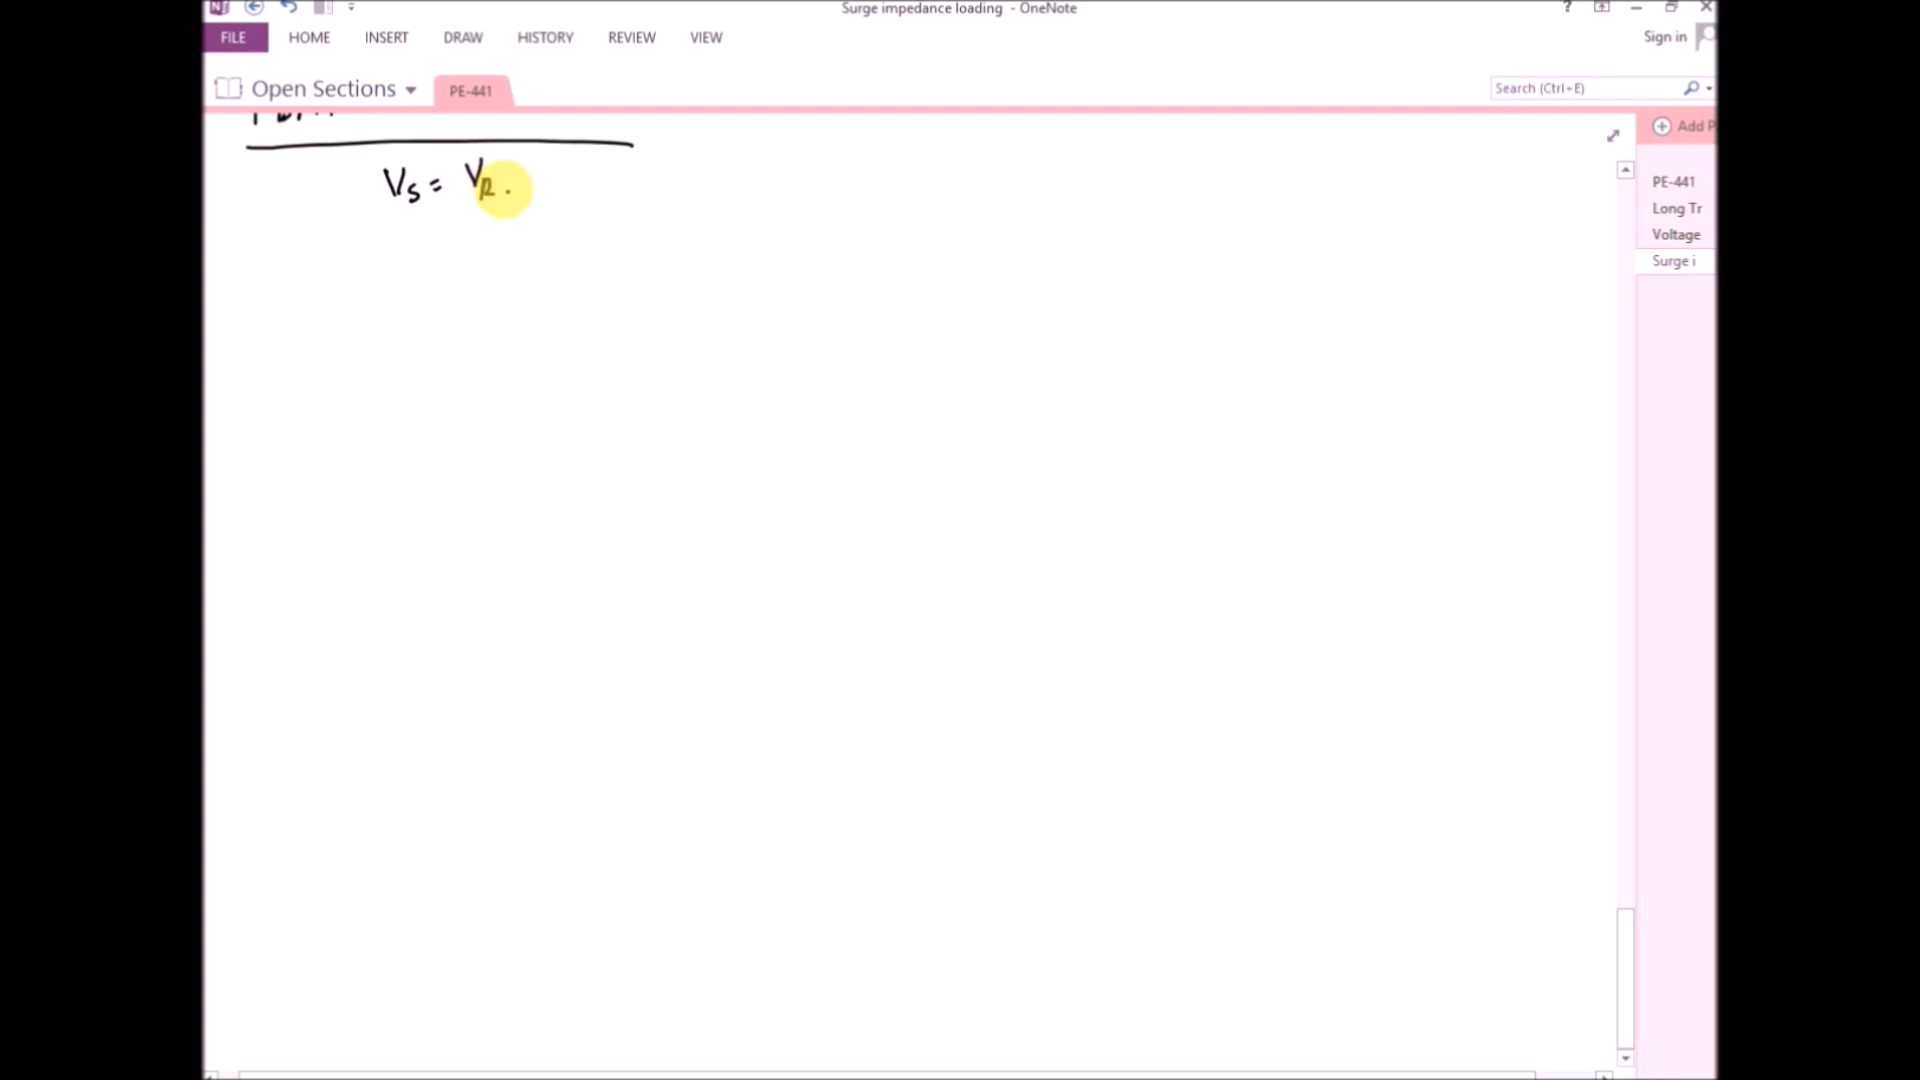 Surge impedance loading - OneNote
?
FILE HOME INSERT DRAW HISTORY REVIEW VIEW
Sign in
Open Sections PE-441
Search (Ctrl+E)
Add P
PE-441
Long Tr
Voltage
Surge i
Vs = VR.